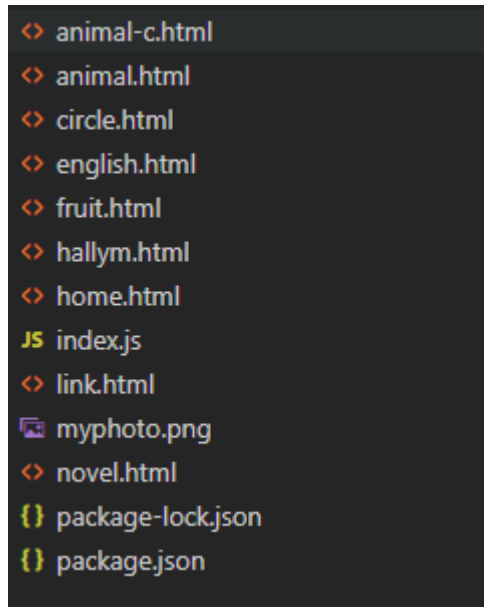 animal-c.html
animal.html
circle.html
english.html
fruit.html
hallym.html
home.html
JS index.js
link.html
myphoto.png
novel.html
{} package-lock.json
{} package.json